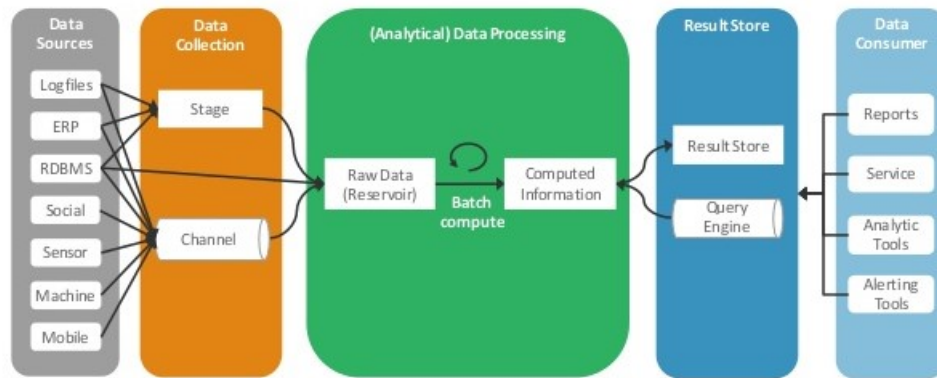 Data
Sources
Logfiles
ERP
RDBMS
Social
Sensor
Machine
Mobile
Data
Collection
Stage
Channel
(Analytical) Data Processing
Raw Data
(Reservoir)
Batch
compute
Computed
Information
Result Store
Result Store
Query
Engine
Data
Consumer
Reports
Service
Analytic
Tools
Alerting
Tools